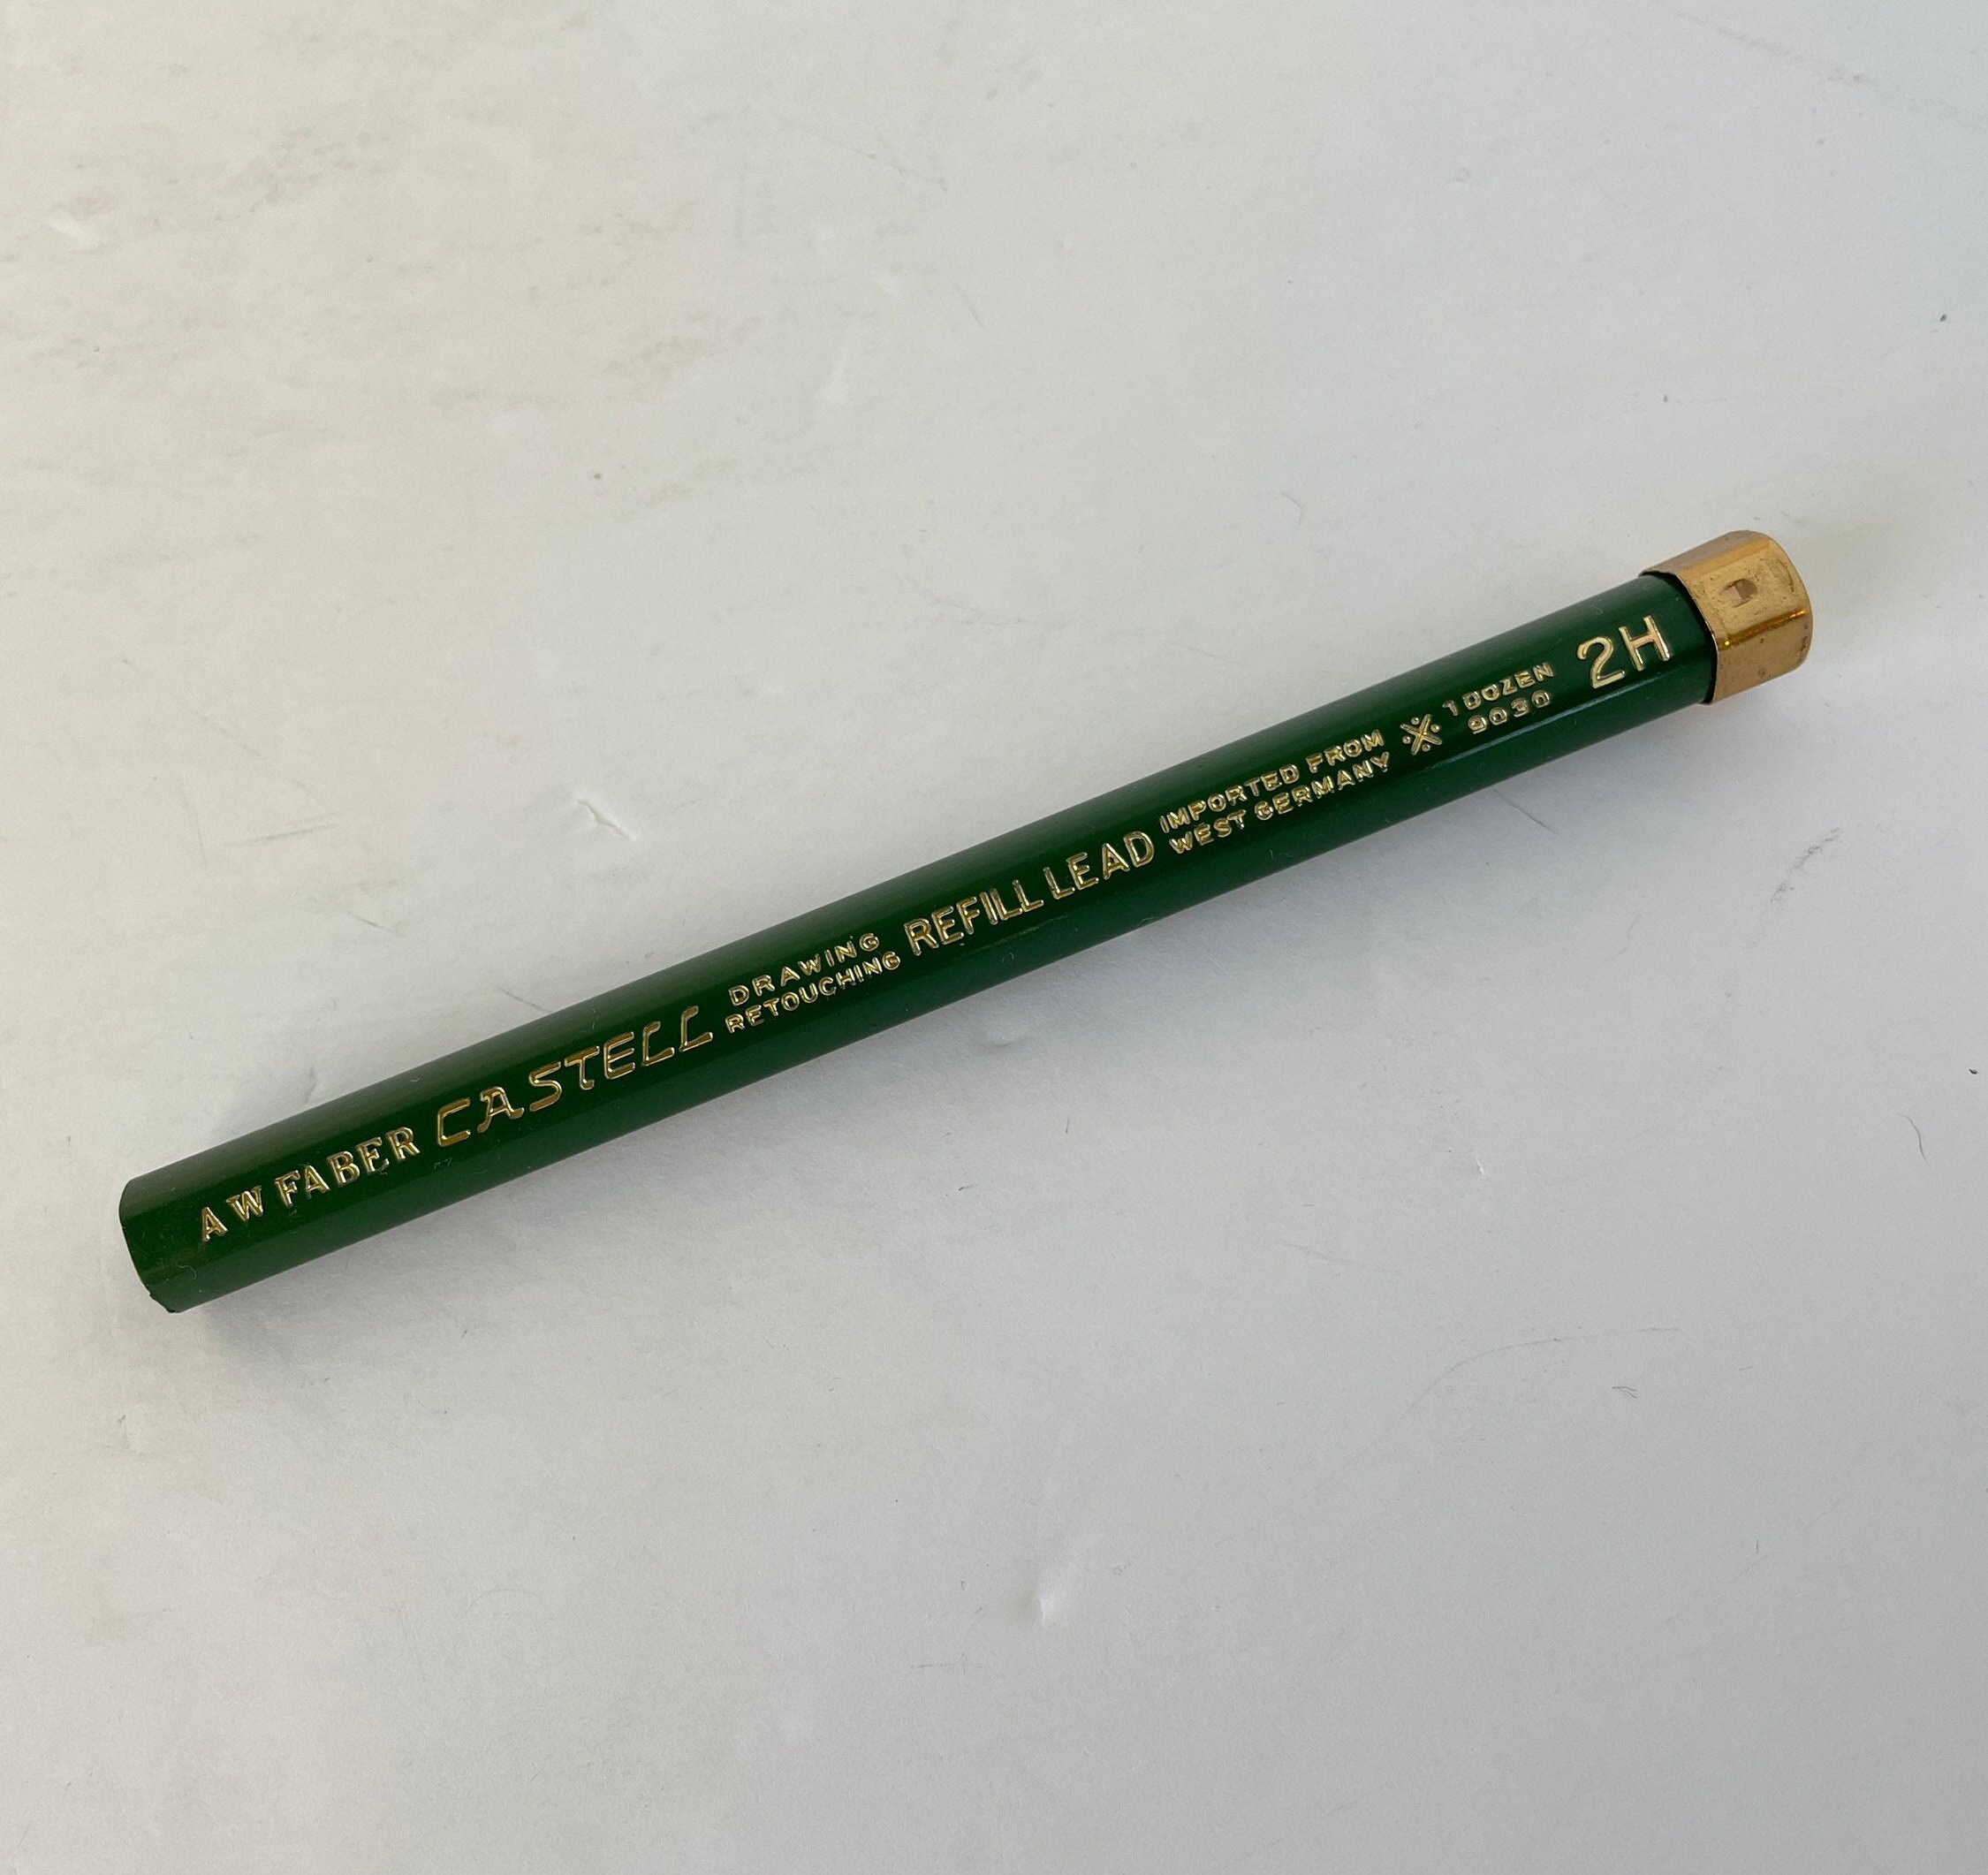 A W FABER CASTELL DRAWING
RETOUCHING REFILL LEAD IMPORTED FROM
WEST GERMANY 1 DOZEN
9030 2H